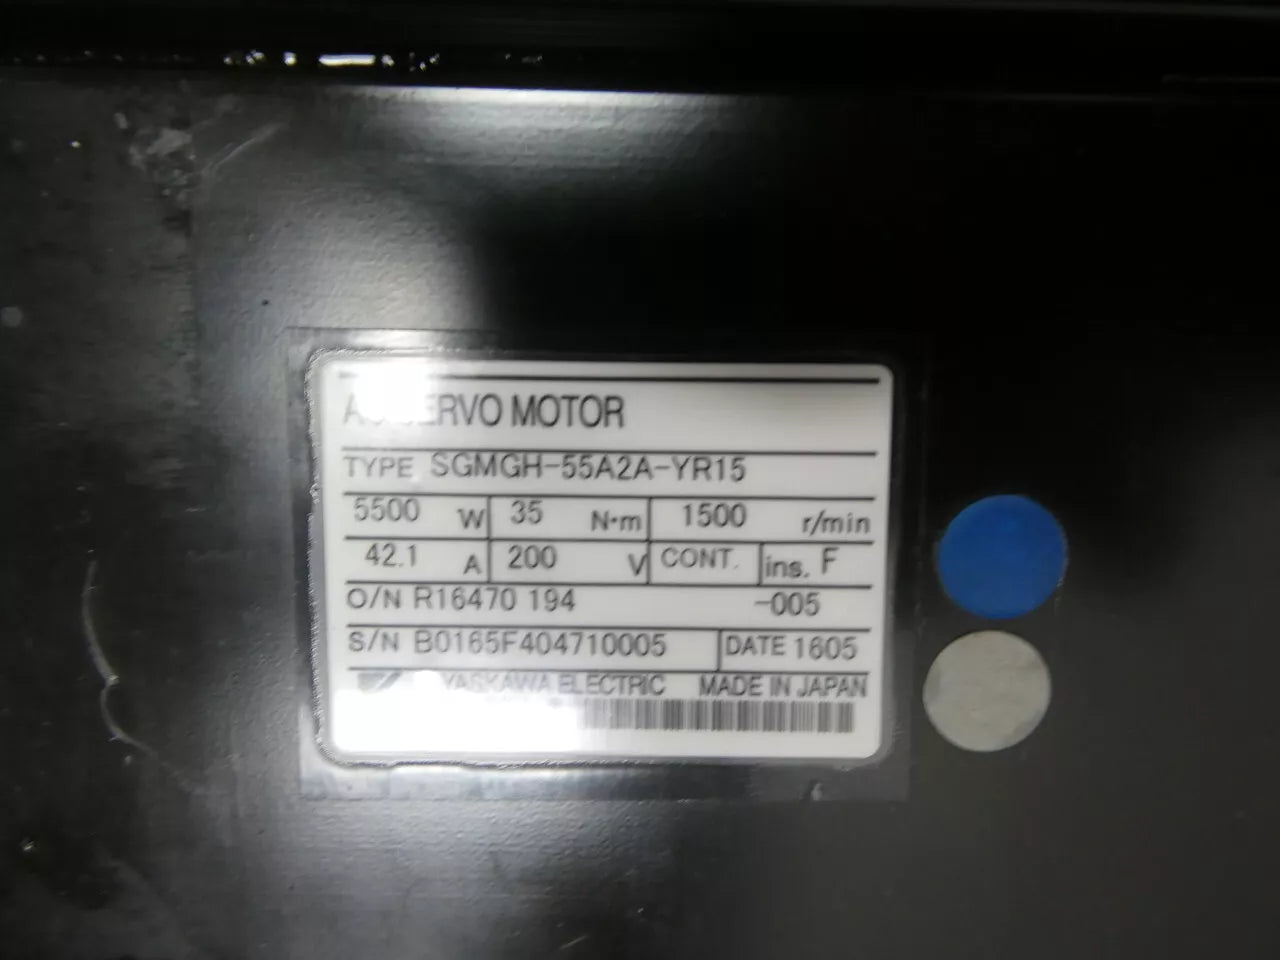 AC SERVO MOTOR
TYPE SGMGH-55A2A-YR15
5500 W 35 N·m 1500 r/min
42.1 A 200 V CONT. ins. F
O/N R16470 194 -005
S/N B0165F404710005 DATE 1605
YASKAWA ELECTRIC MADE IN JAPAN